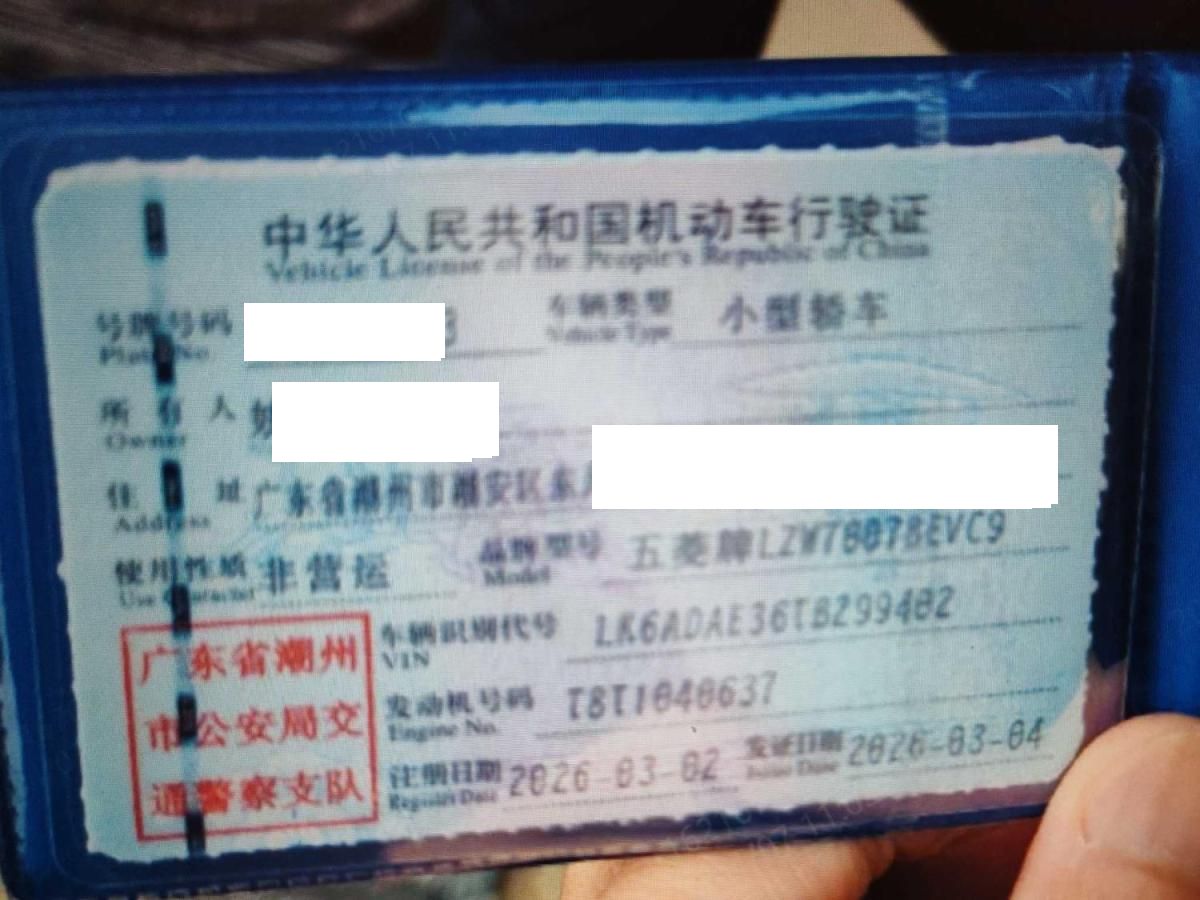 中华人民共和国机动车行驶证
Vehicle License of the People's Republic of China
号牌号码
Plate No.
车辆类型 小型轿车
Vehicle Type
所有人
Owner
住址 广东省潮州市潮安区东
Address
使用性质 非营运
Use Character
品牌型号 五菱牌LZW7007BEVC9
Model
车辆识别代号 LK6ADAE36TB299402
VIN
发动机号码 T8T1040637
Engine No.
注册日期 2026-03-02
Register Date
发证日期 2026-03-04
Issue Date
广东省潮州
市公安局交
通警察支队